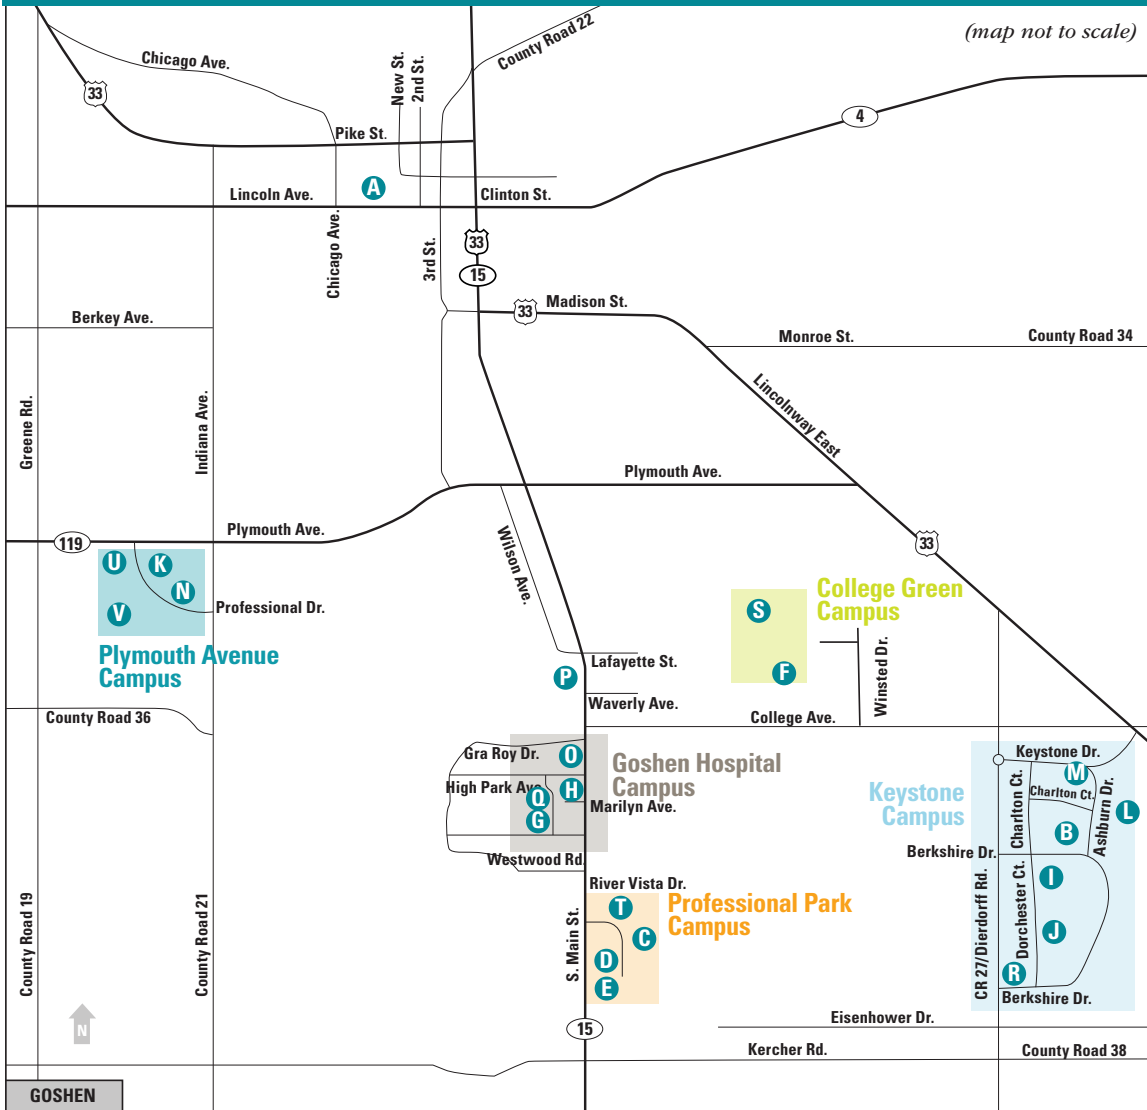 (map not to scale)
County Road 22
Chicago Ave.
New St.
2nd St.
33
4
Pike St.
A
Lincoln Ave.
Clinton St.
Chicago Ave.
3rd St.
33
15
33
Madison St.
Berkey Ave.
Monroe St.
County Road 34
Greene Rd.
Indiana Ave.
Lincolnway East
Plymouth Ave.
Plymouth Ave.
119
33
Wilson Ave.
U
K
N
V
Professional Dr.
Plymouth Avenue
Campus
College Green
Campus
S
F
Winsted Dr.
Lafayette St.
P
Waverly Ave.
County Road 36
College Ave.
Gra Roy Dr.
O
Goshen Hospital
Campus
High Park Ave.
H
Q
G
Marilyn Ave.
Westwood Rd.
Keystone Dr.
M
Charlton Ct.
Charlton Ct.
Ashburn Dr.
L
Keystone
Campus
B
Berkshire Dr.
I
Dorchester Ct.
J
CR 27/Dierdorff Rd.
R
Berkshire Dr.
River Vista Dr.
T
Professional Park
Campus
C
D
E
S. Main St.
County Road 19
County Road 21
N
15
Eisenhower Dr.
Kercher Rd.
County Road 38
GOSHEN